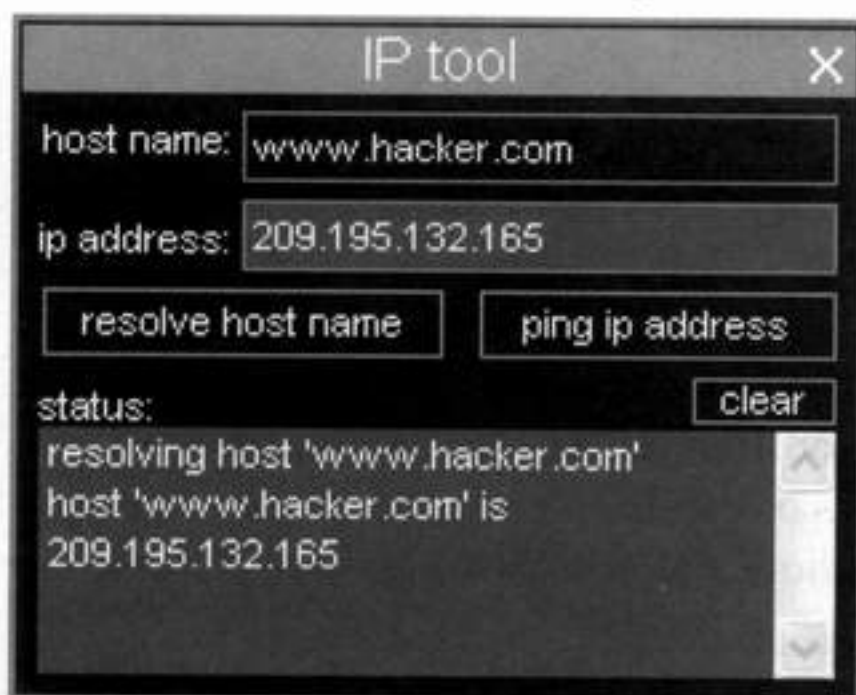 IP tool X
host name: www.hacker.com
ip address: 209.195.132.165
resolve host name ping ip address
status: clear
resolving host 'www.hacker.com'
host 'www.hacker.com' is
209.195.132.165